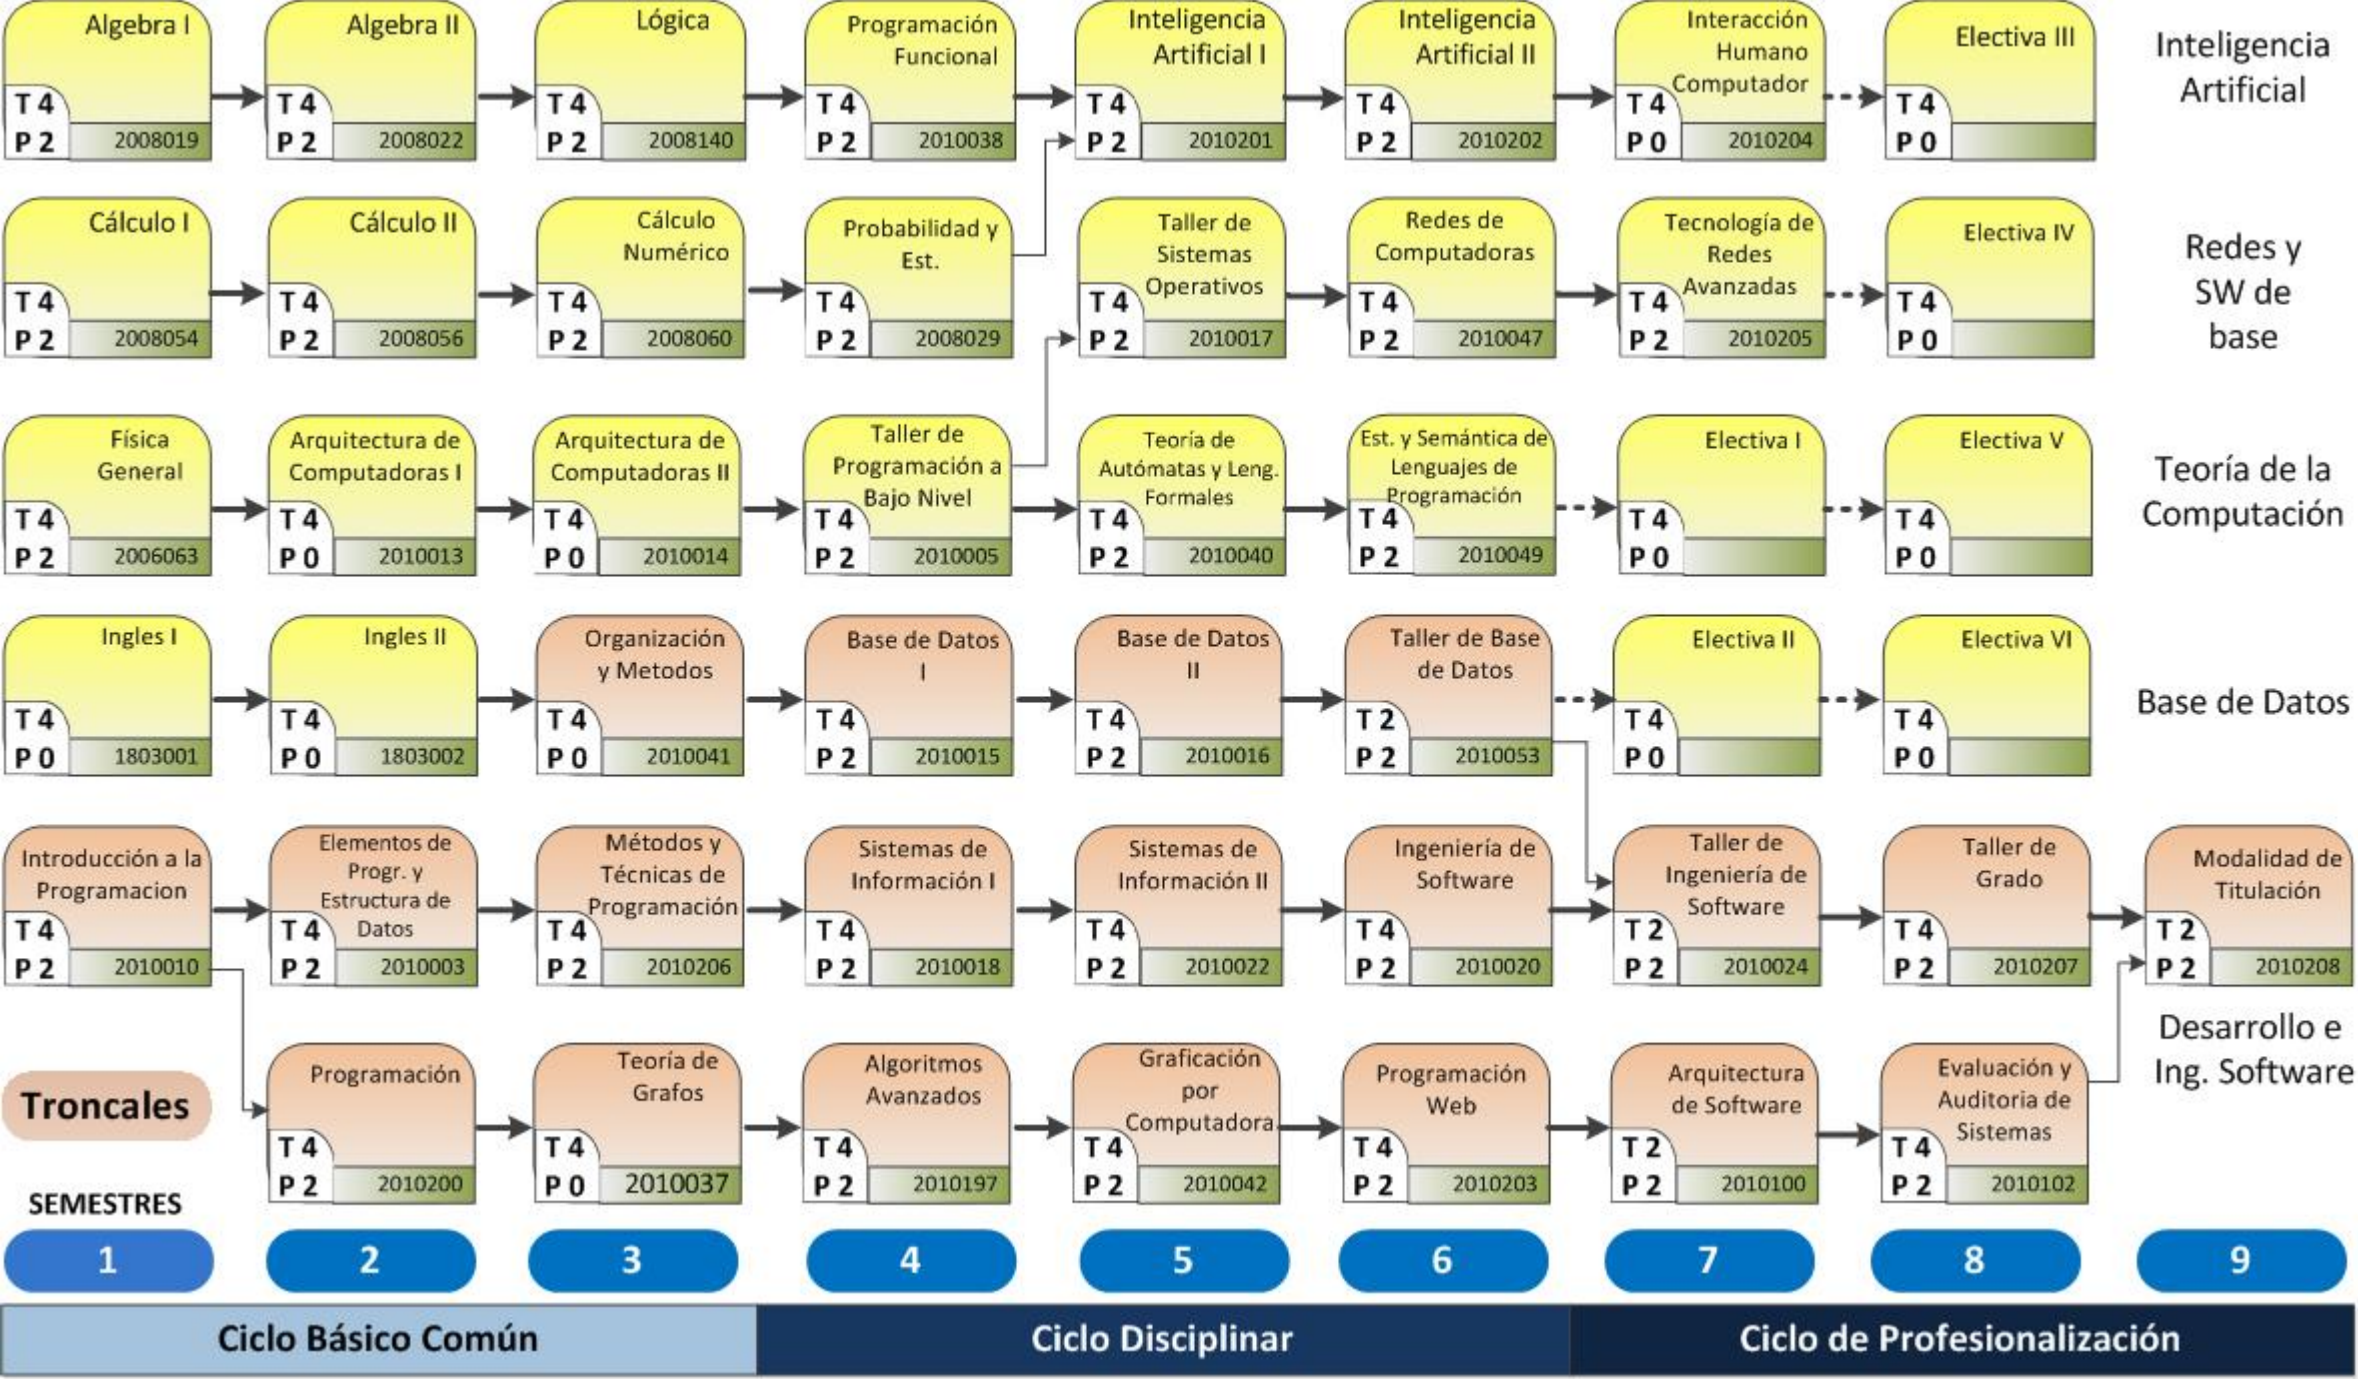 Algebra I
T 4
P 2
2008019
Algebra II
T 4
P 2
2008022
Lógica
T 4
P 2
2008140
Programación
Funcional
T 4
P 2
2010038
Inteligencia
Artificial I
T 4
P 2
2010201
Inteligencia
Artificial II
T 4
P 2
2010202
Interacción
Humano
Computador
T 4
P 0
2010204
Electiva III
T 4
P 0
Inteligencia
Artificial
Cálculo I
T 4
P 2
2008054
Cálculo II
T 4
P 2
2008056
Cálculo
Numérico
T 4
P 2
2008060
Probabilidad y
Est.
T 4
P 2
2008029
Taller de
Sistemas
Operativos
T 4
P 2
2010017
Redes de
Computadoras
T 4
P 2
2010047
Tecnología de
Redes
Avanzadas
T 4
P 2
2010205
Electiva IV
T 4
P 0
Redes y
SW de
base
Física
General
T 4
P 2
2006063
Arquitectura de
Computadoras I
T 4
P 0
2010013
Arquitectura de
Computadoras II
T 4
P 0
2010014
Taller de
Programación a
Bajo Nivel
T 4
P 2
2010005
Teoría de
Autómatas y Leng.
Formales
T 4
P 2
2010040
Est. y Semántica de
Lenguajes de
Programación
T 4
P 2
2010049
Electiva I
T 4
P 0
Electiva V
T 4
P 0
Teoría de la
Computación
Ingles I
T 4
P 0
1803001
Ingles II
T 4
P 0
1803002
Organización
y Metodos
T 4
P 0
2010041
Base de Datos
I
T 4
P 2
2010015
Base de Datos
II
T 4
P 2
2010016
Taller de Base
de Datos
T 2
P 2
2010053
Electiva II
T 4
P 0
Electiva VI
T 4
P 0
Base de Datos
Introducción a la
Programacion
T 4
P 2
2010010
Elementos de
Progr. y
Estructura de
Datos
T 4
P 2
2010003
Métodos y
Técnicas de
Programación
T 4
P 2
2010206
Sistemas de
Información I
T 4
P 2
2010018
Sistemas de
Información II
T 4
P 2
2010022
Ingeniería de
Software
T 4
P 2
2010020
Taller de
Ingeniería de
Software
T 2
P 2
2010024
Taller de
Grado
T 4
P 2
2010207
Modalidad de
Titulación
T 2
P 2
2010208
Desarrollo e
Ing. Software
Troncales
Programación
T 4
P 2
2010200
Teoría de
Grafos
T 4
P 0
2010037
Algoritmos
Avanzados
T 4
P 2
2010197
Graficación
por
Computadora
T 4
P 2
2010042
Programación
Web
T 4
P 2
2010203
Arquitectura
de Software
T 2
P 2
2010100
Evaluación y
Auditoria de
Sistemas
T 4
P 2
2010102
SEMESTRES
1
2
3
4
5
6
7
8
9
Ciclo Básico Común
Ciclo Disciplinar
Ciclo de Profesionalización